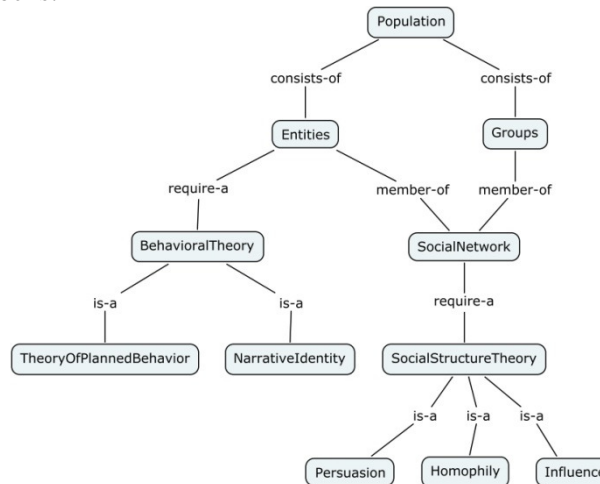 Population
consists-of
consists-of
Entities
Groups
require-a
member-of
member-of
BehavioralTheory
SocialNetwork
is-a
is-a
require-a
TheoryOfPlannedBehavior
NarrativeIdentity
SocialStructureTheory
is-a
is-a
is-a
Persuasion
Homophily
Influence